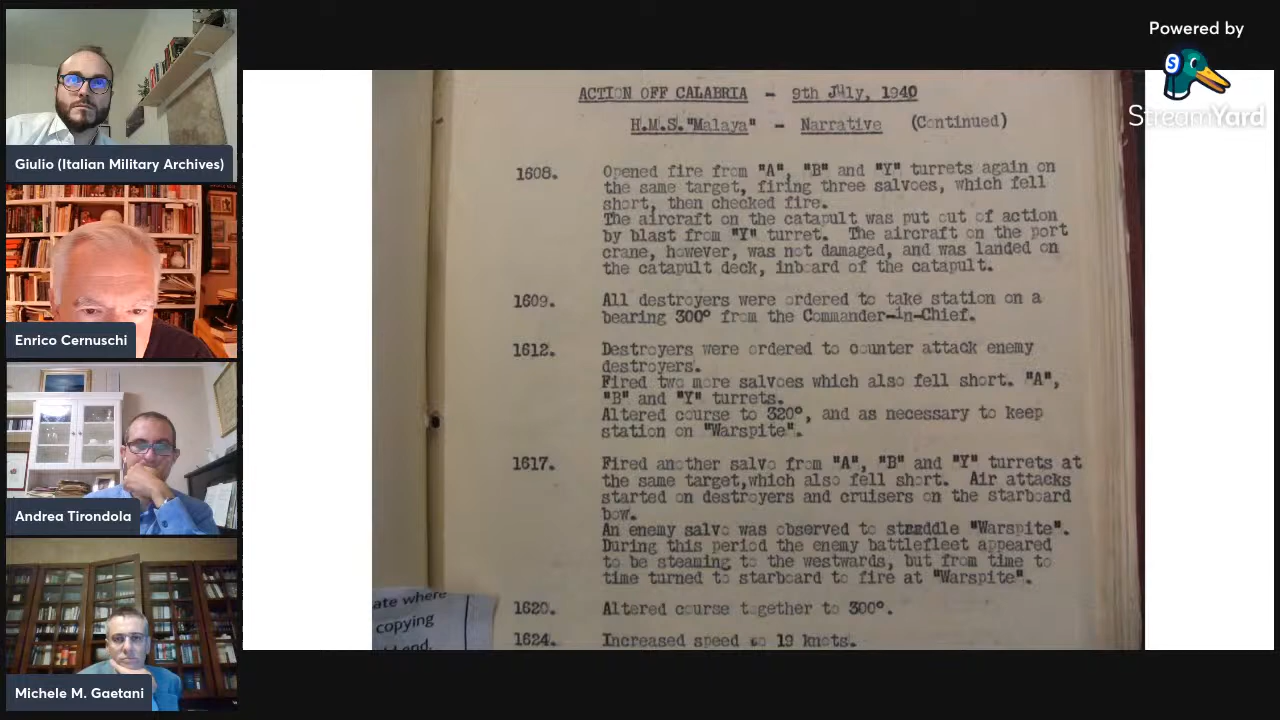 Giulio (Italian Military Archives)
Enrico Cernuschi
Andrea Tirondola
Michele M. Gaetani
Powered by
S
StreamYard
ACTION OFF CALABRIA - 9th July, 1940
H.M.S."Malaya" - Narrative (Continued)
1608. Opened fire from "A", "B" and "Y" turrets again on
the same target, firing three salvoes, which fell
short, then checked fire.
The aircraft on the catapult was put out of action
by blast from "Y" turret. The aircraft on the port
crane, however, was not damaged, and was landed on
the catapult deck, inboard of the catapult.
1609. All destroyers were ordered to take station on a
bearing 300° from the Commander-in-Chief.
1612. Destroyers were ordered to counter attack enemy
destroyers.
Fired two more salvoes which also fell short. "A",
"B" and "Y" turrets.
Altered course to 320°, and as necessary to keep
station on "Warspite".
1617. Fired another salvo from "A", "B" and "Y" turrets at
the same target,which also fell short. Air attacks
started on destroyers and cruisers on the starboard
bow.
An enemy salvo was observed to straddle "Warspite".
During this period the enemy battlefleet appeared
to be steaming to the westwards, but from time to
time turned to starboard to fire at "Warspite".
1620. Altered course together to 300°.
1624. Increased speed to 19 knots.
ate where
copying
end.